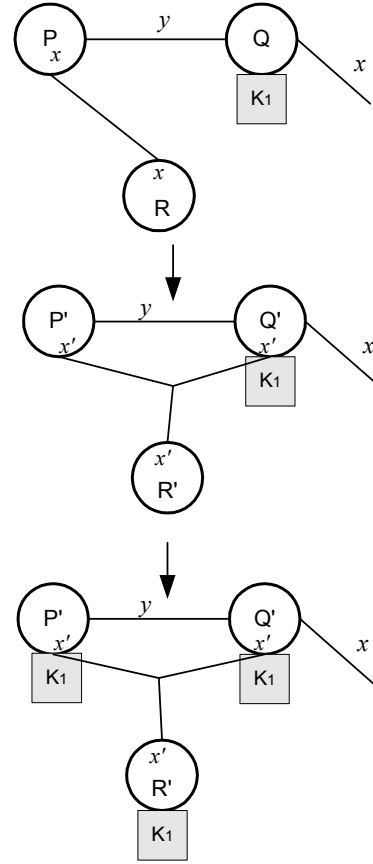 y
P Q
x x
K1
x
R
P' y Q'
x' x' x
K1
x'
R'
y
P' Q'
x' x' x
K1 K1
x'
R'
K1